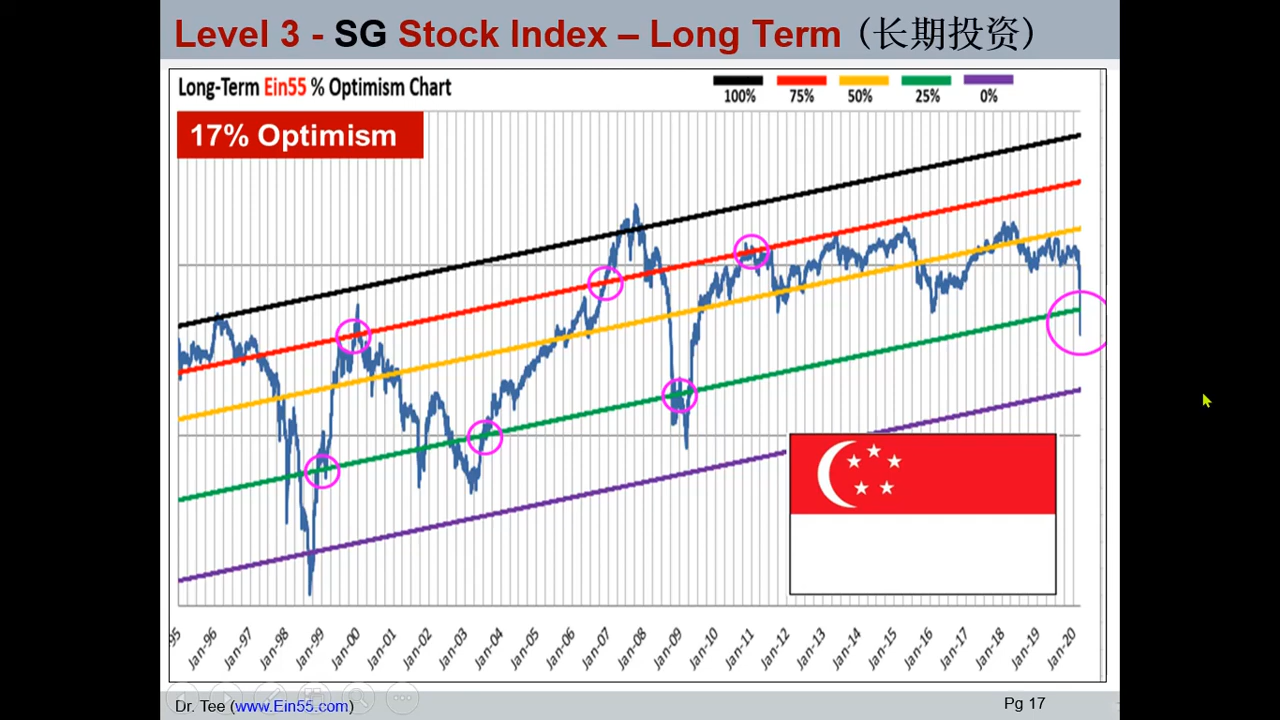 Level 3 - SG Stock Index – Long Term (长期投资)
Long-Term Ein55 % Optimism Chart
100% 75% 50% 25% 0%
17% Optimism
95 Jan-96 Jan-97 Jan-98 Jan-99 Jan-00 Jan-01 Jan-02 Jan-03 Jan-04 Jan-05 Jan-06 Jan-07 Jan-08 Jan-09 Jan-10 Jan-11 Jan-12 Jan-13 Jan-14 Jan-15 Jan-16 Jan-17 Jan-18 Jan-19 Jan-20
Dr. Tee (www.Ein55.com)
Pg 17